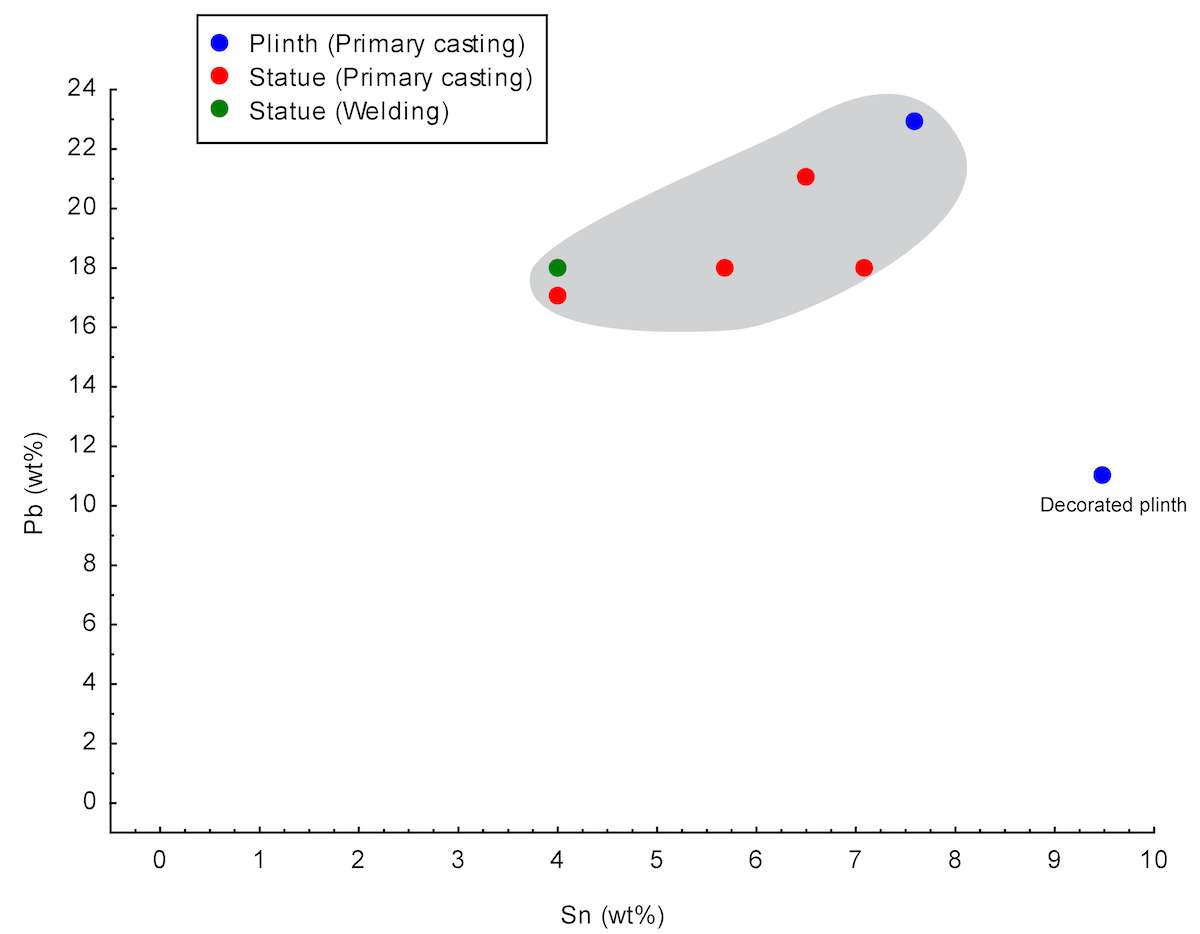 Plinth (Primary casting)
Statue (Primary casting)
Statue (Welding)
24
22
20
18
16
14
12
10
8
6
4
2
0
Pb (wt%)
Decorated plinth
0 1 2 3 4 5 6 7 8 9 10
Sn (wt%)